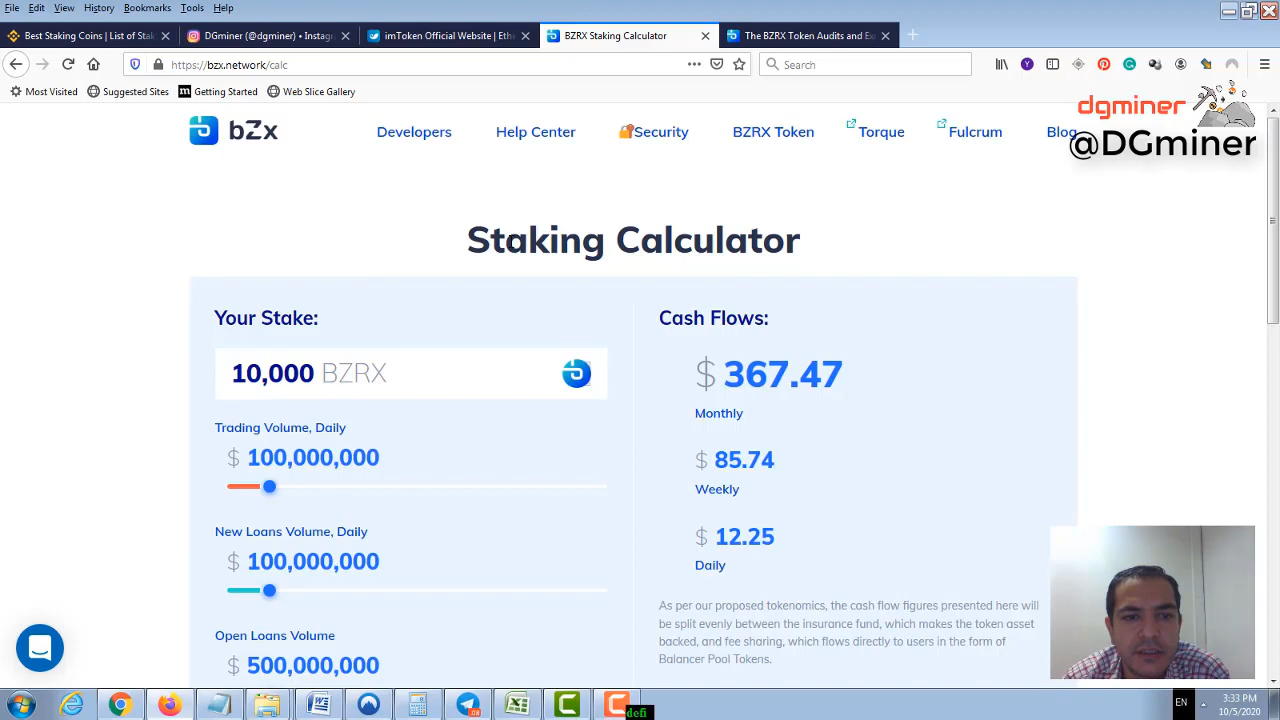 File Edit View History Bookmarks Tools Help
Best Staking Coins | List of Stak
DGminer (@dgminer) • Instag
imToken Official Website | Eth
BZRX Staking Calculator
The BZRX Token Audits and Ex
https://bzx.network/calc
Search
Most Visited Suggested Sites Getting Started Web Slice Gallery
dgminer
@DGminer
bZx Developers Help Center Security BZRX Token Torque Fulcrum Blog
Staking Calculator
Your Stake:
10,000 BZRX
Trading Volume, Daily
$ 100,000,000
New Loans Volume, Daily
$ 100,000,000
Open Loans Volume
$ 500,000,000
Cash Flows:
$ 367.47
Monthly
$ 85.74
Weekly
$ 12.25
Daily
As per our proposed tokenomics, the cash flow figures presented here will
be split evenly between the insurance fund, which makes the token asset
backed, and fee sharing, which flows directly to users in the form of
Balancer Pool Tokens.
defi
EN
3:33 PM
10/5/2020